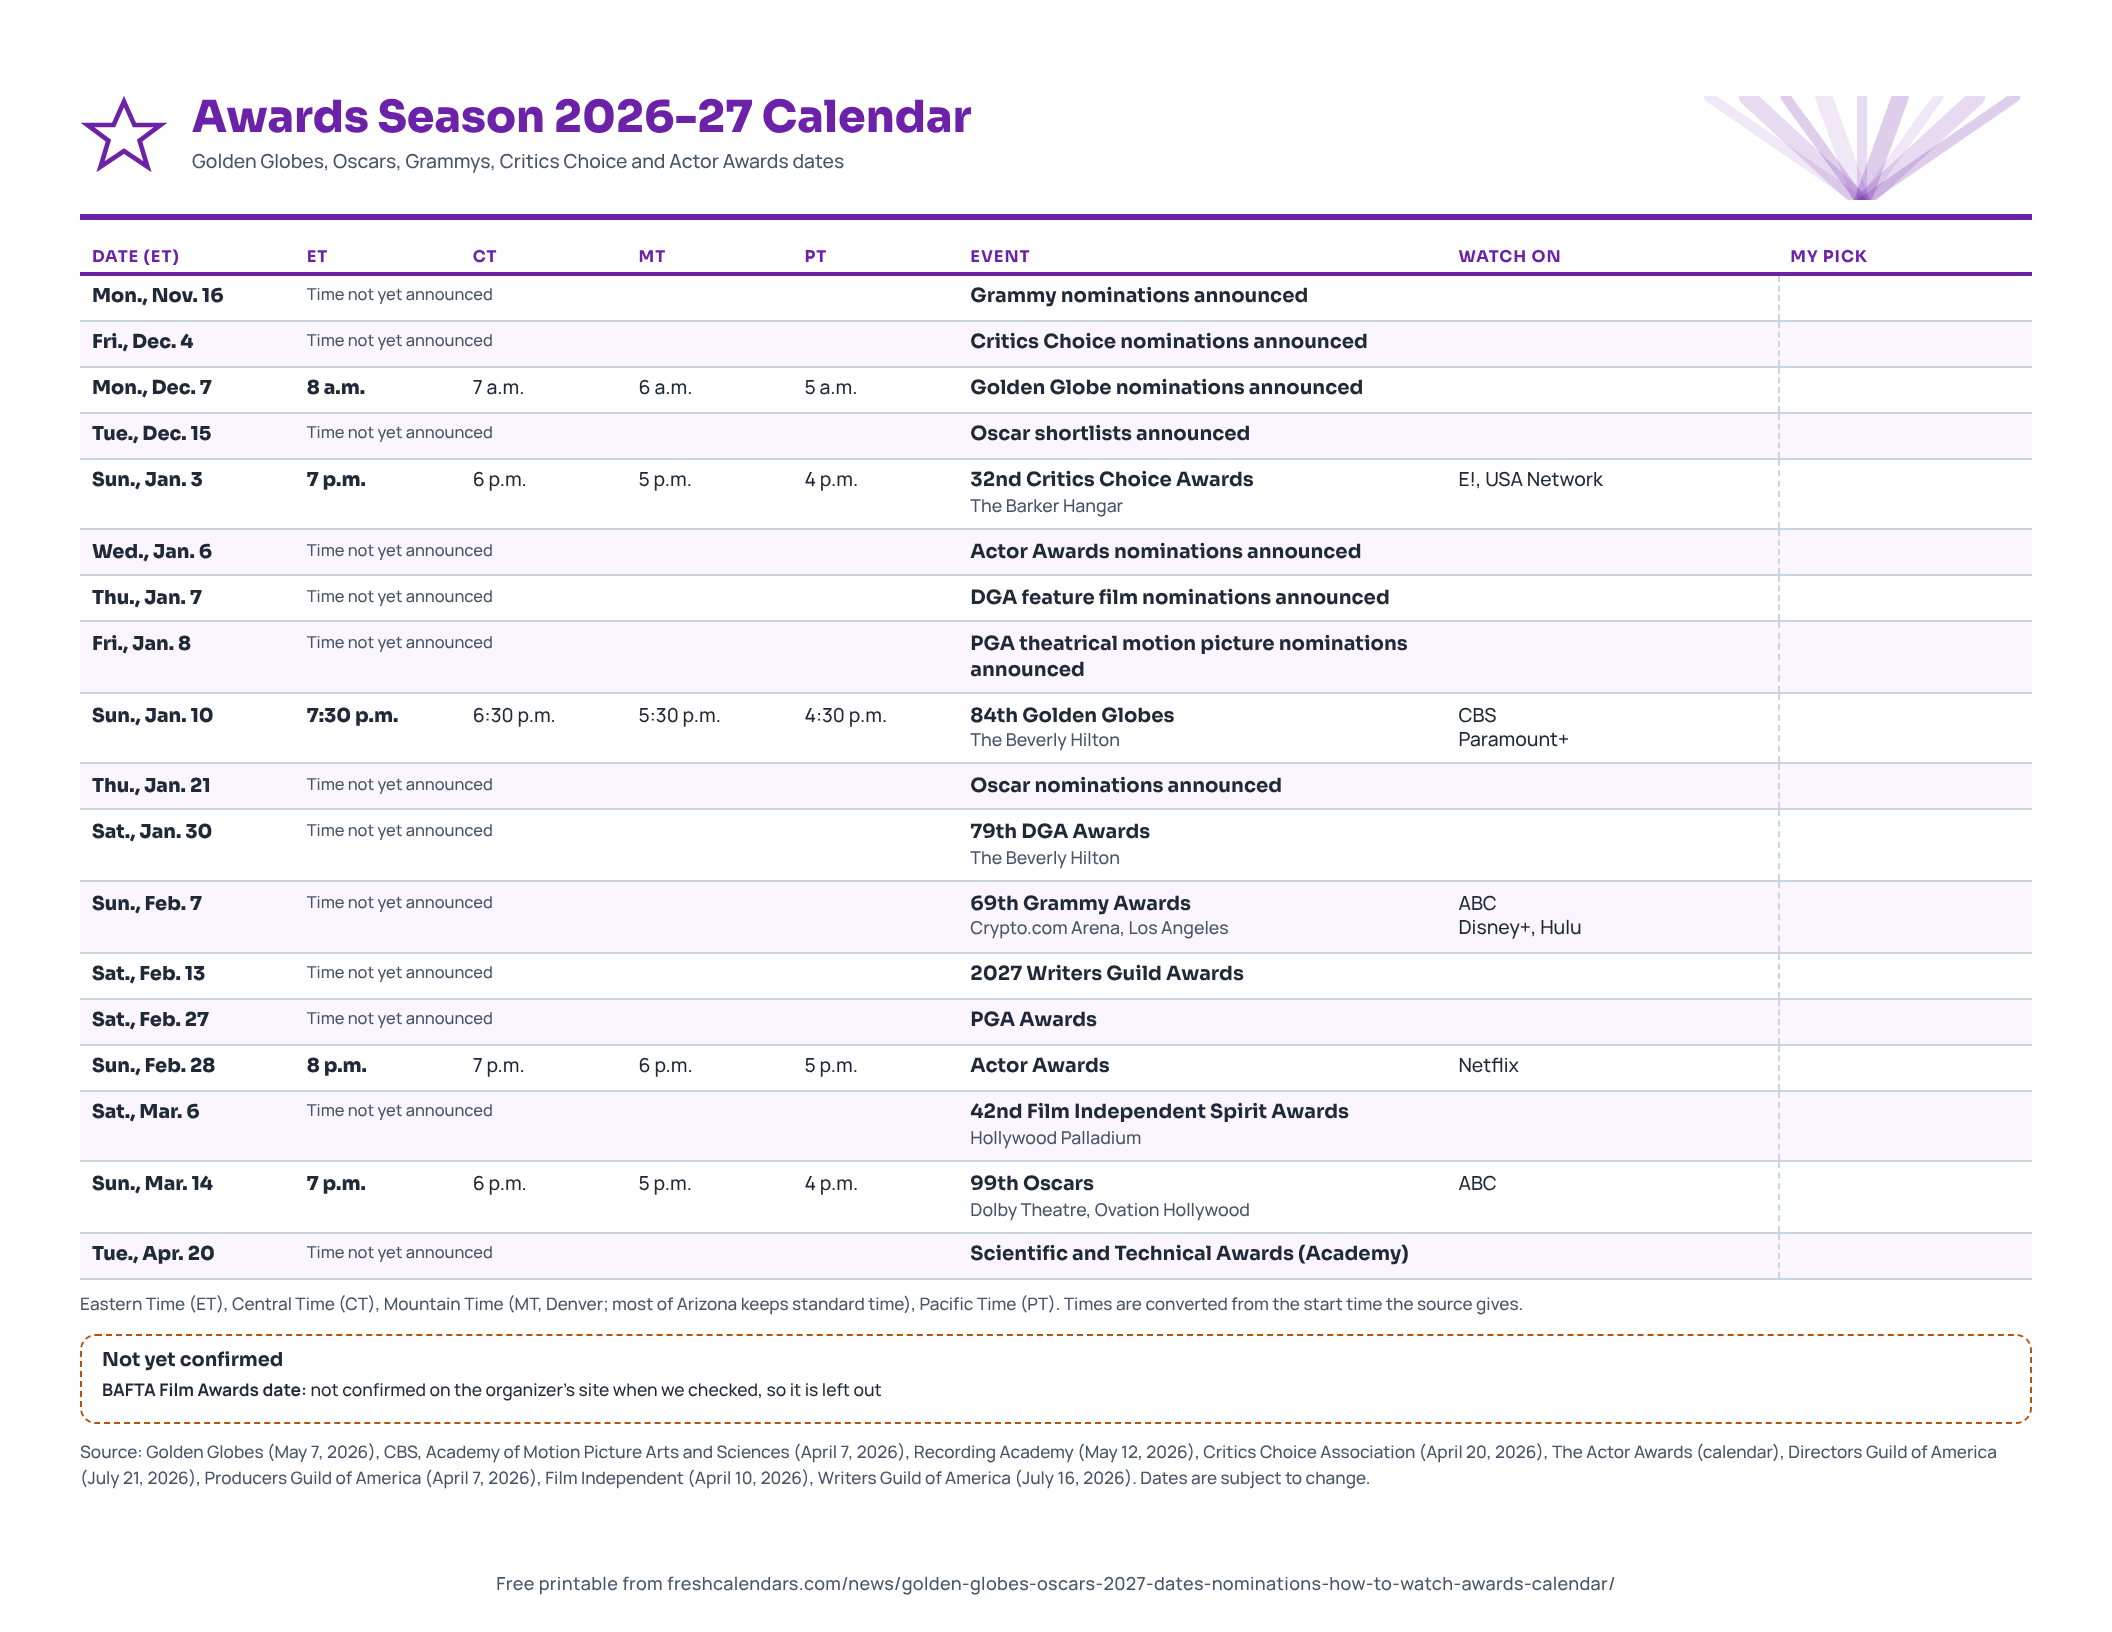 Awards Season 2026–27 Calendar
Golden Globes, Oscars, Grammys, Critics Choice and Actor Awards dates
DATE (ET) ET CT MT PT EVENT WATCH ON MY PICK
Mon., Nov. 16 Time not yet announced Grammy nominations announced
Fri., Dec. 4 Time not yet announced Critics Choice nominations announced
Mon., Dec. 7 8 a.m. 7 a.m. 6 a.m. 5 a.m. Golden Globe nominations announced
Tue., Dec. 15 Time not yet announced Oscar shortlists announced
Sun., Jan. 3 7 p.m. 6 p.m. 5 p.m. 4 p.m. 32nd Critics Choice Awards E!, USA Network
The Barker Hangar
Wed., Jan. 6 Time not yet announced Actor Awards nominations announced
Thu., Jan. 7 Time not yet announced DGA feature film nominations announced
Fri., Jan. 8 Time not yet announced PGA theatrical motion picture nominations
announced
Sun., Jan. 10 7:30 p.m. 6:30 p.m. 5:30 p.m. 4:30 p.m. 84th Golden Globes CBS
The Beverly Hilton Paramount+
Thu., Jan. 21 Time not yet announced Oscar nominations announced
Sat., Jan. 30 Time not yet announced 79th DGA Awards
The Beverly Hilton
Sun., Feb. 7 Time not yet announced 69th Grammy Awards ABC
Crypto.com Arena, Los Angeles Disney+, Hulu
Sat., Feb. 13 Time not yet announced 2027 Writers Guild Awards
Sat., Feb. 27 Time not yet announced PGA Awards
Sun., Feb. 28 8 p.m. 7 p.m. 6 p.m. 5 p.m. Actor Awards Netflix
Sat., Mar. 6 Time not yet announced 42nd Film Independent Spirit Awards
Hollywood Palladium
Sun., Mar. 14 7 p.m. 6 p.m. 5 p.m. 4 p.m. 99th Oscars ABC
Dolby Theatre, Ovation Hollywood
Tue., Apr. 20 Time not yet announced Scientific and Technical Awards (Academy)
Eastern Time (ET), Central Time (CT), Mountain Time (MT, Denver; most of Arizona keeps standard time), Pacific Time (PT). Times are converted from the start time the source gives.
Not yet confirmed
BAFTA Film Awards date: not confirmed on the organizer's site when we checked, so it is left out
Source: Golden Globes (May 7, 2026), CBS, Academy of Motion Picture Arts and Sciences (April 7, 2026), Recording Academy (May 12, 2026), Critics Choice Association (April 20, 2026), The Actor Awards (calendar), Directors Guild of America
(July 21, 2026), Producers Guild of America (April 7, 2026), Film Independent (April 10, 2026), Writers Guild of America (July 16, 2026). Dates are subject to change.
Free printable from freshcalendars.com/news/golden-globes-oscars-2027-dates-nominations-how-to-watch-awards-calendar/